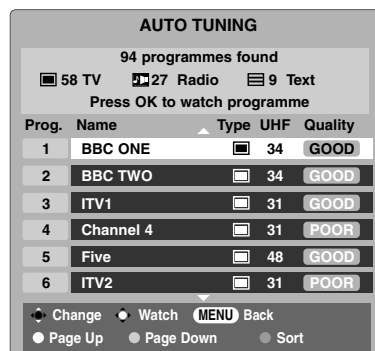 AUTO TUNING
94 programmes found
58 TV 27 Radio 9 Text
Press OK to watch programme
Prog. Name Type UHF Quality
1 BBC ONE 34 GOOD
2 BBC TWO 34 GOOD
3 ITV1 31 GOOD
4 Channel 4 31 POOR
5 Five 48 GOOD
6 ITV2 31 POOR
Change Watch MENU Back
Page Up Page Down Sort